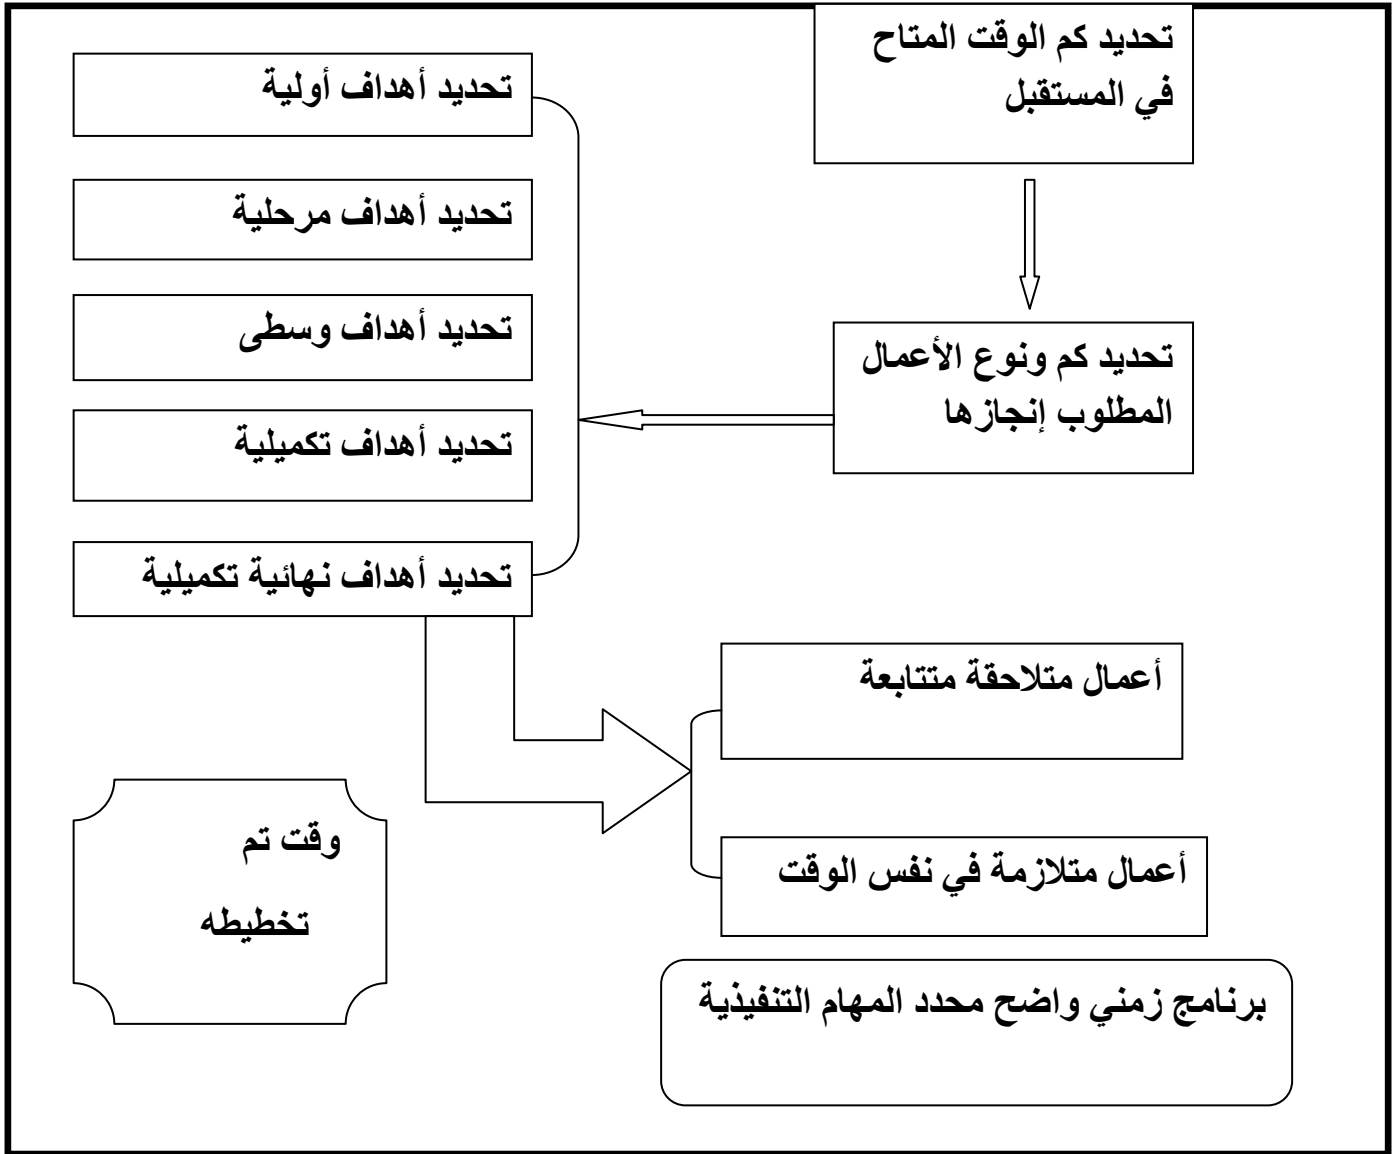 تحديد كم الوقت المتاح
في المستقبل
تحديد كم ونوع الأعمال
المطلوب إنجازها
تحديد أهداف أولية
تحديد أهداف مرحلية
تحديد أهداف وسطى
تحديد أهداف تكميلية
تحديد أهداف نهائية تكميلية
أعمال متلاحقة متتابعة
أعمال متلازمة في نفس الوقت
برنامج زمني واضح محدد المهام التنفيذية
وقت تم
تخطيطه